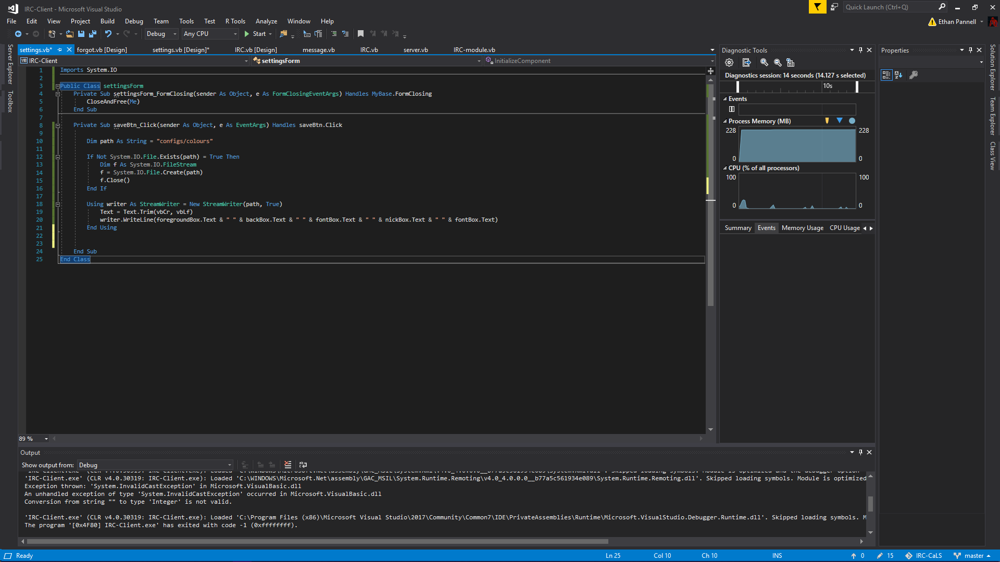 IRC-Client - Microsoft Visual Studio
Quick Launch (Ctrl+Q)
File Edit View Project Build Debug Team Tools Test R Tools Analyze Window Help
Ethan Pannell
Debug Any CPU Start
Server Explorer
Toolbox
settings.vb* forgot.vb [Design] settings.vb [Design]* IRC.vb [Design] message.vb IRC.vb server.vb IRC-module.vb
VB IRC-Client settingsForm InitializeComponent
1 Imports System.IO
2
3 Public Class settingsForm
4 Private Sub settingsForm_FormClosing(sender As Object, e As FormClosingEventArgs) Handles MyBase.FormClosing
5 CloseAndFree(Me)
6 End Sub
7
8 Private Sub saveBtn_Click(sender As Object, e As EventArgs) Handles saveBtn.Click
9
10 Dim path As String = "configs/colours"
11
12 If Not System.IO.File.Exists(path) = True Then
13 Dim f As System.IO.FileStream
14 f = System.IO.File.Create(path)
15 f.Close()
16 End If
17
18 Using writer As StreamWriter = New StreamWriter(path, True)
19 Text = Text.Trim(vbCr, vbLf)
20 writer.WriteLine(foregroundBox.Text & " " & backBox.Text & " " & fontBox.Text & " " & nickBox.Text & " " & fontBox.Text)
21 End Using
22
23
24 End Sub
25 End Class
89 %
Diagnostic Tools
Diagnostics session: 14 seconds (14.127 s selected)
10s
Events
Process Memory (MB)
228 228
0 0
CPU (% of all processors)
100 100
0 0
Summary Events Memory Usage CPU Usage
Properties
Solution Explorer
Team Explorer
Class View
Output
Show output from: Debug
'IRC-Client.exe' (CLR v4.0.30319: IRC-Client.exe): Loaded 'C:\WINDOWS\Microsoft.Net\assembly\GAC_MSIL\System.Runtime.Remoting\v4.0_4.0.0.0__b77a5c561934e089\System.Runtime.Remoting.dll'. Skipped loading symbols. Module is optimized
Exception thrown: 'System.InvalidCastException' in Microsoft.VisualBasic.dll
An unhandled exception of type 'System.InvalidCastException' occurred in Microsoft.VisualBasic.dll
Conversion from string "" to type 'Integer' is not valid.
'IRC-Client.exe' (CLR v4.0.30319: IRC-Client.exe): Loaded 'C:\Program Files (x86)\Microsoft Visual Studio\2017\Community\Common7\IDE\PrivateAssemblies\Runtime\Microsoft.VisualStudio.Debugger.Runtime.dll'. Skipped loading symbols. M
The program '[0x4F80] IRC-Client.exe' has exited with code -1 (0xffffffff).
Ready Ln 25 Col 10 Ch 10 INS 0 15 IRC-CaLS master